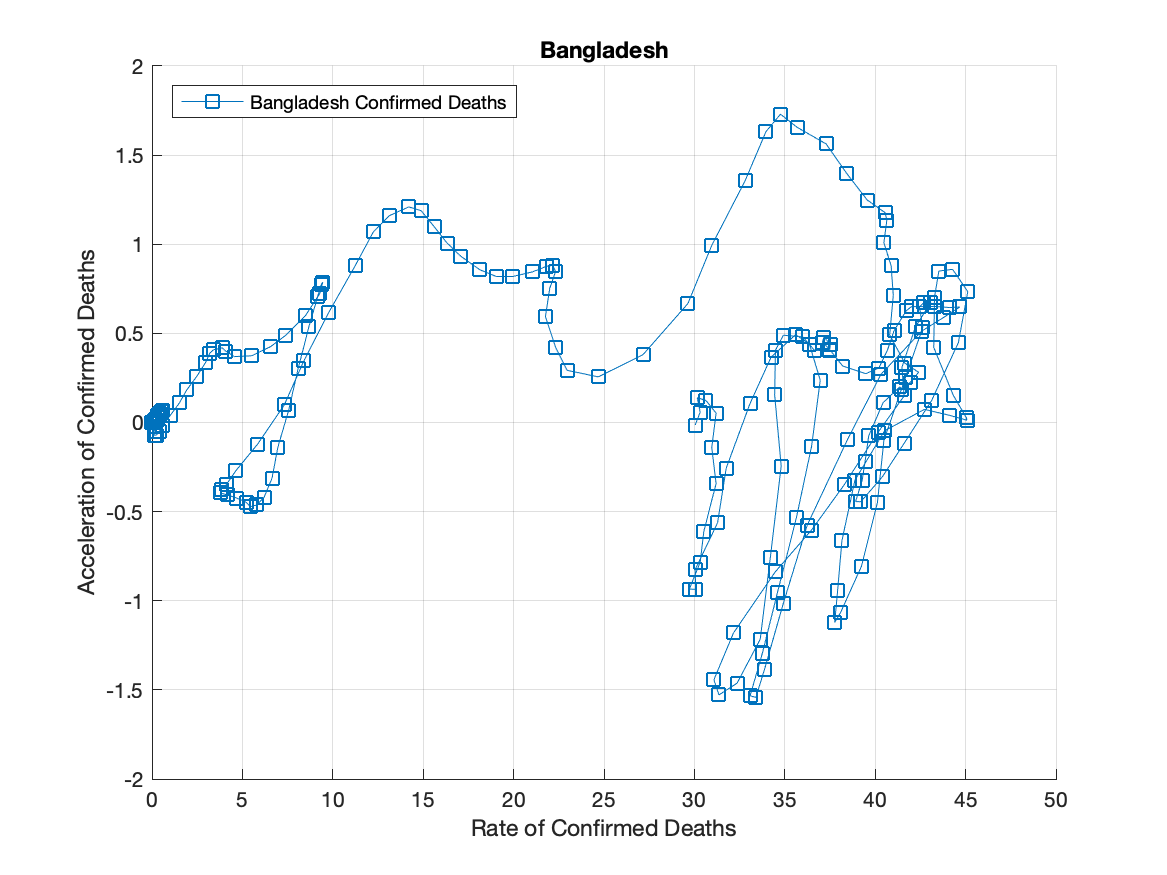 Bangladesh
Bangladesh Confirmed Deaths
Acceleration of Confirmed Deaths
2
1.5
1
0.5
0
-0.5
-1
-1.5
-2
0 5 10 15 20 25 30 35 40 45 50
Rate of Confirmed Deaths